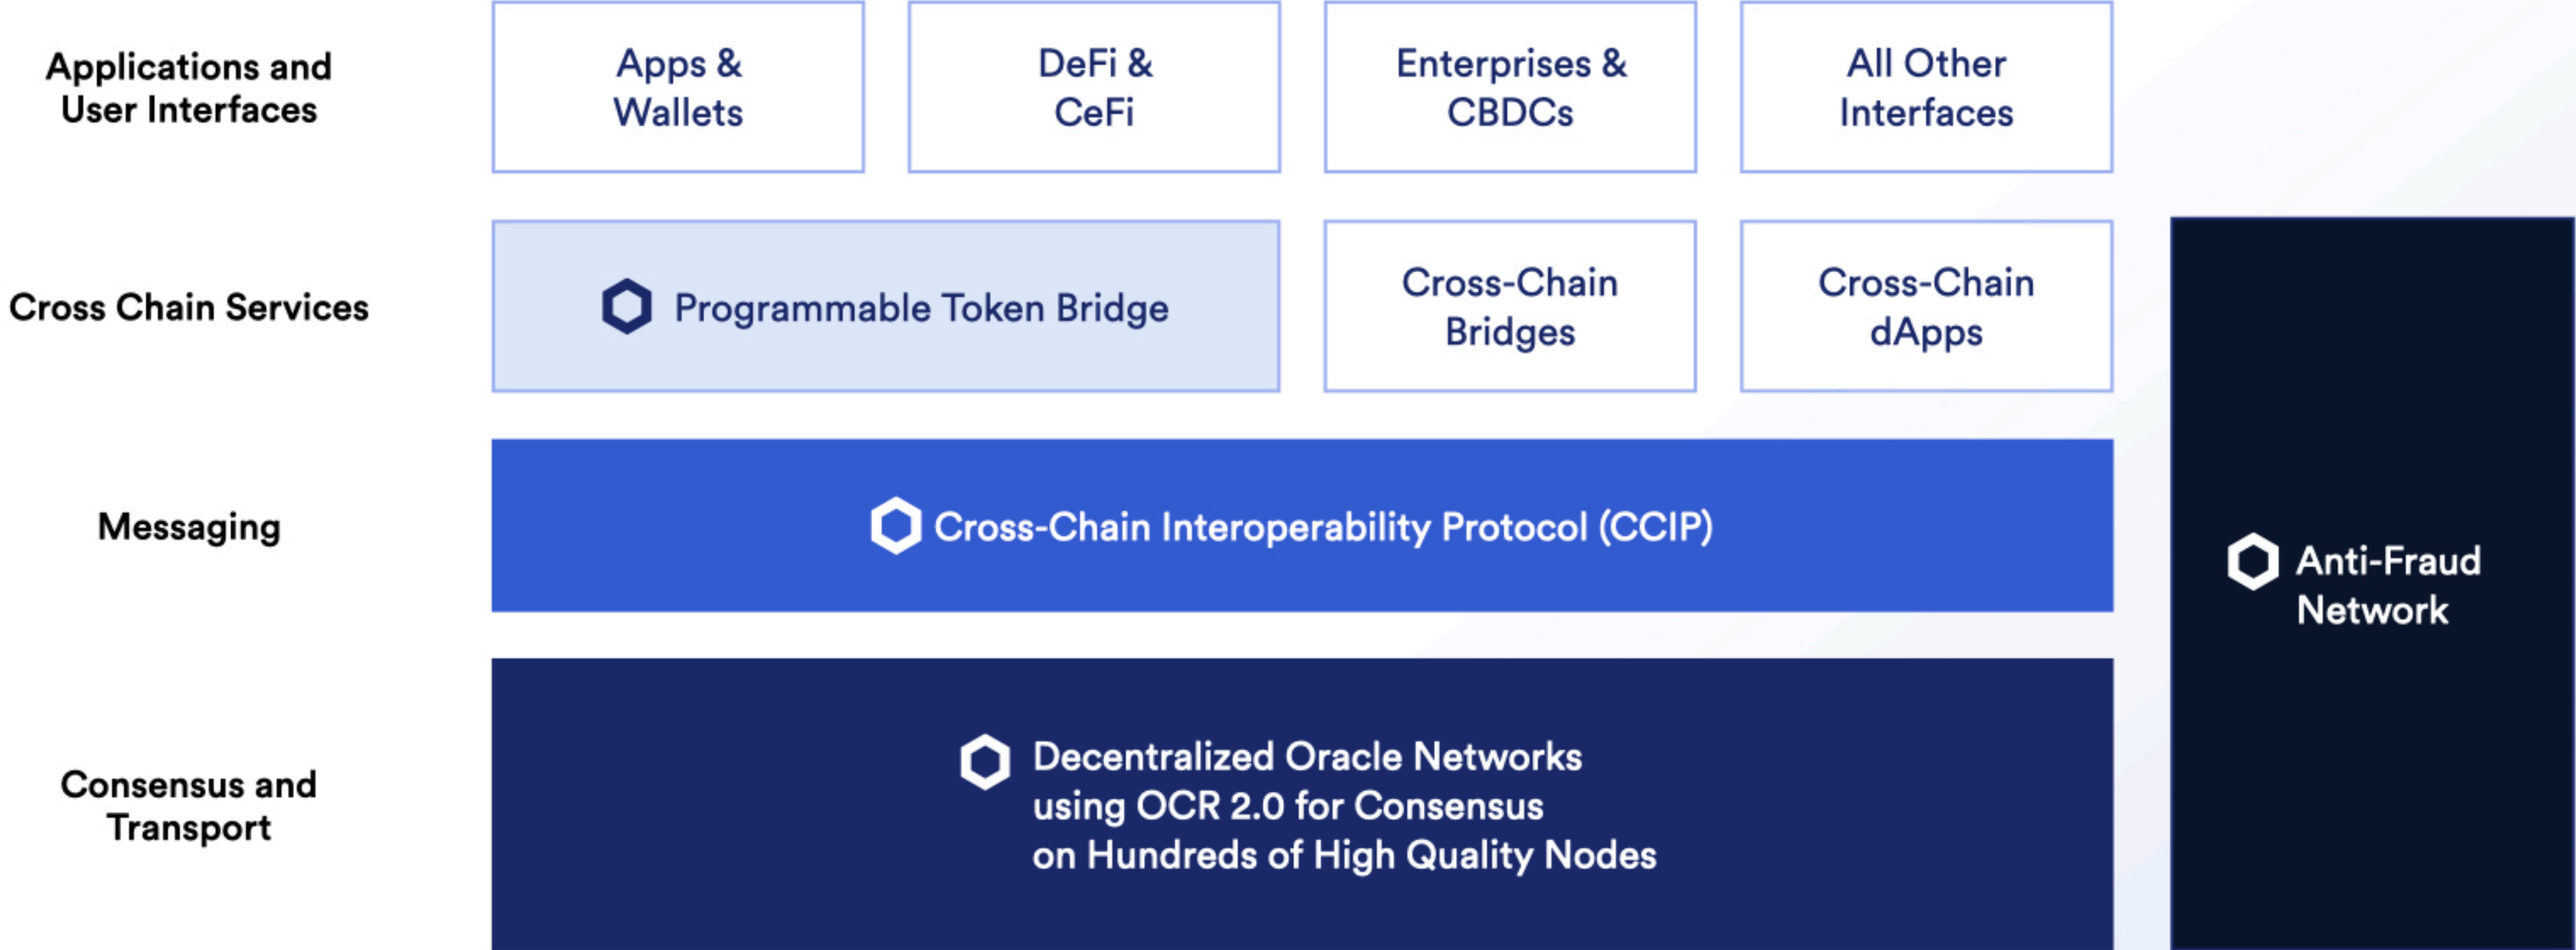 Applications and
User Interfaces
Apps &
Wallets
DeFi &
CeFi
Enterprises &
CBDCs
All Other
Interfaces
Cross Chain Services
Programmable Token Bridge
Cross-Chain
Bridges
Cross-Chain
dApps
Messaging
Cross-Chain Interoperability Protocol (CCIP)
Anti-Fraud
Network
Consensus and
Transport
Decentralized Oracle Networks
using OCR 2.0 for Consensus
on Hundreds of High Quality Nodes